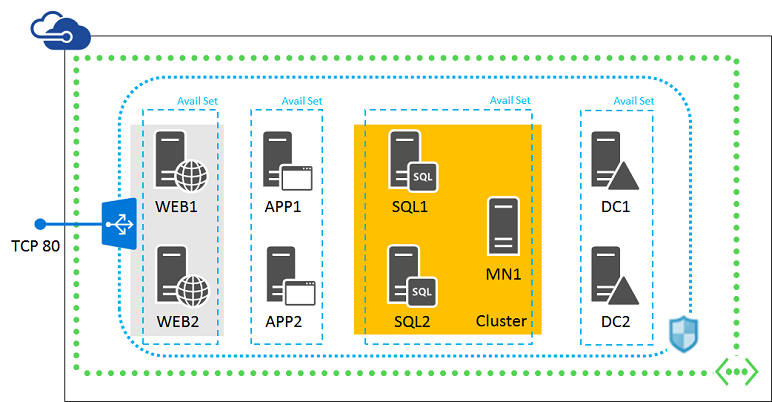 Avail Set
Avail Set
Avail Set
Avail Set
SQL
WEB1
APP1
SQL1
DC1
TCP 80
MN1
SQL
WEB2
APP2
SQL2
Cluster
DC2